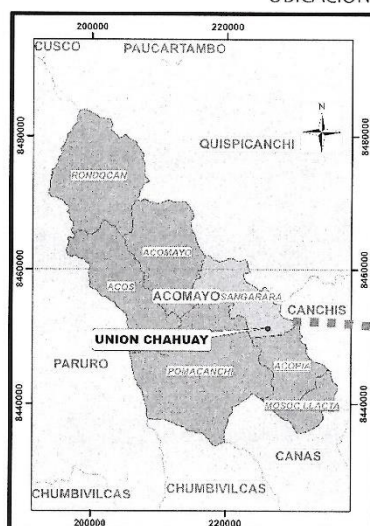 UBICACIÓN
200000 220000
CUSCO PAUCARTAMBO
N
8480000 8480000
QUISPICANCHI
RONDOCAN
ACOMAYO
8460000 8460000
ACOS
ACOMAYO SANGARARA
CANCHIS
UNION CHAHUAY
PARURO
POMACANCHI
ACOPIA
MOSOC LLACTA
8440000 8440000
CANAS
CHUMBIVILCAS CHUMBIVILCAS
200000 220000